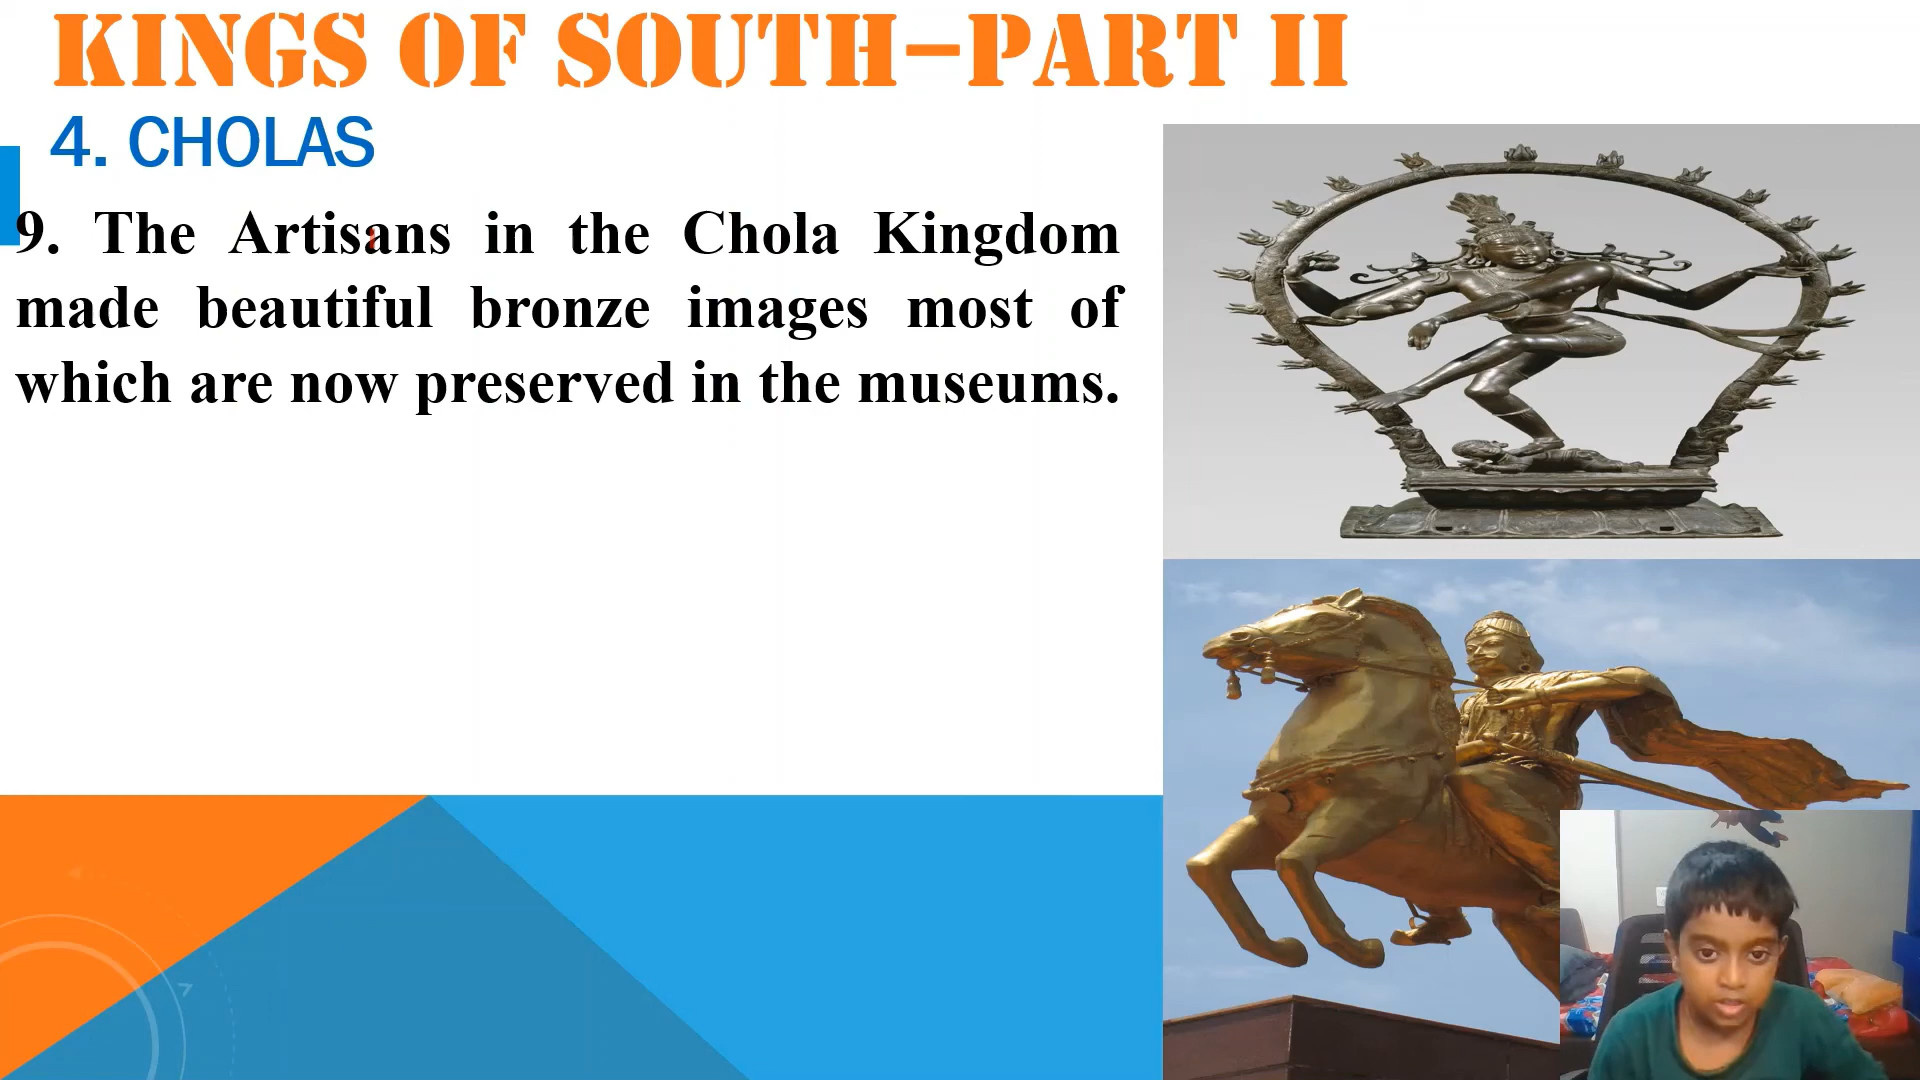 KINGS OF SOUTH–PART II
4. CHOLAS
9. The Artisans in the Chola Kingdom
made beautiful bronze images most of
which are now preserved in the museums.